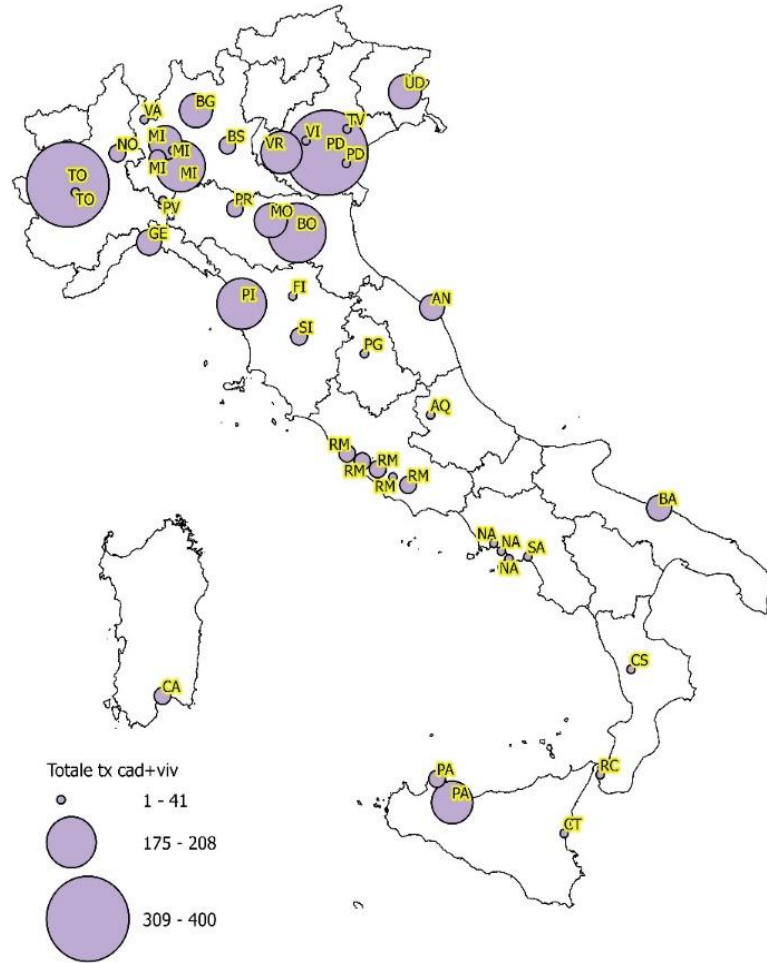 UD
BG
VA
TV
MI
NO
BS
VR
VI
PD
MI
PD
MI
MI
TO
TO
PV
PR
MO
BO
GE
PI
FI
AN
SI
PG
AQ
RM
RM
RM
RM
RM
BA
NA
NA
SA
NA
CS
CA
PA
RC
PA
CT
Totale tx cad+viv
1 - 41
175 - 208
309 - 400